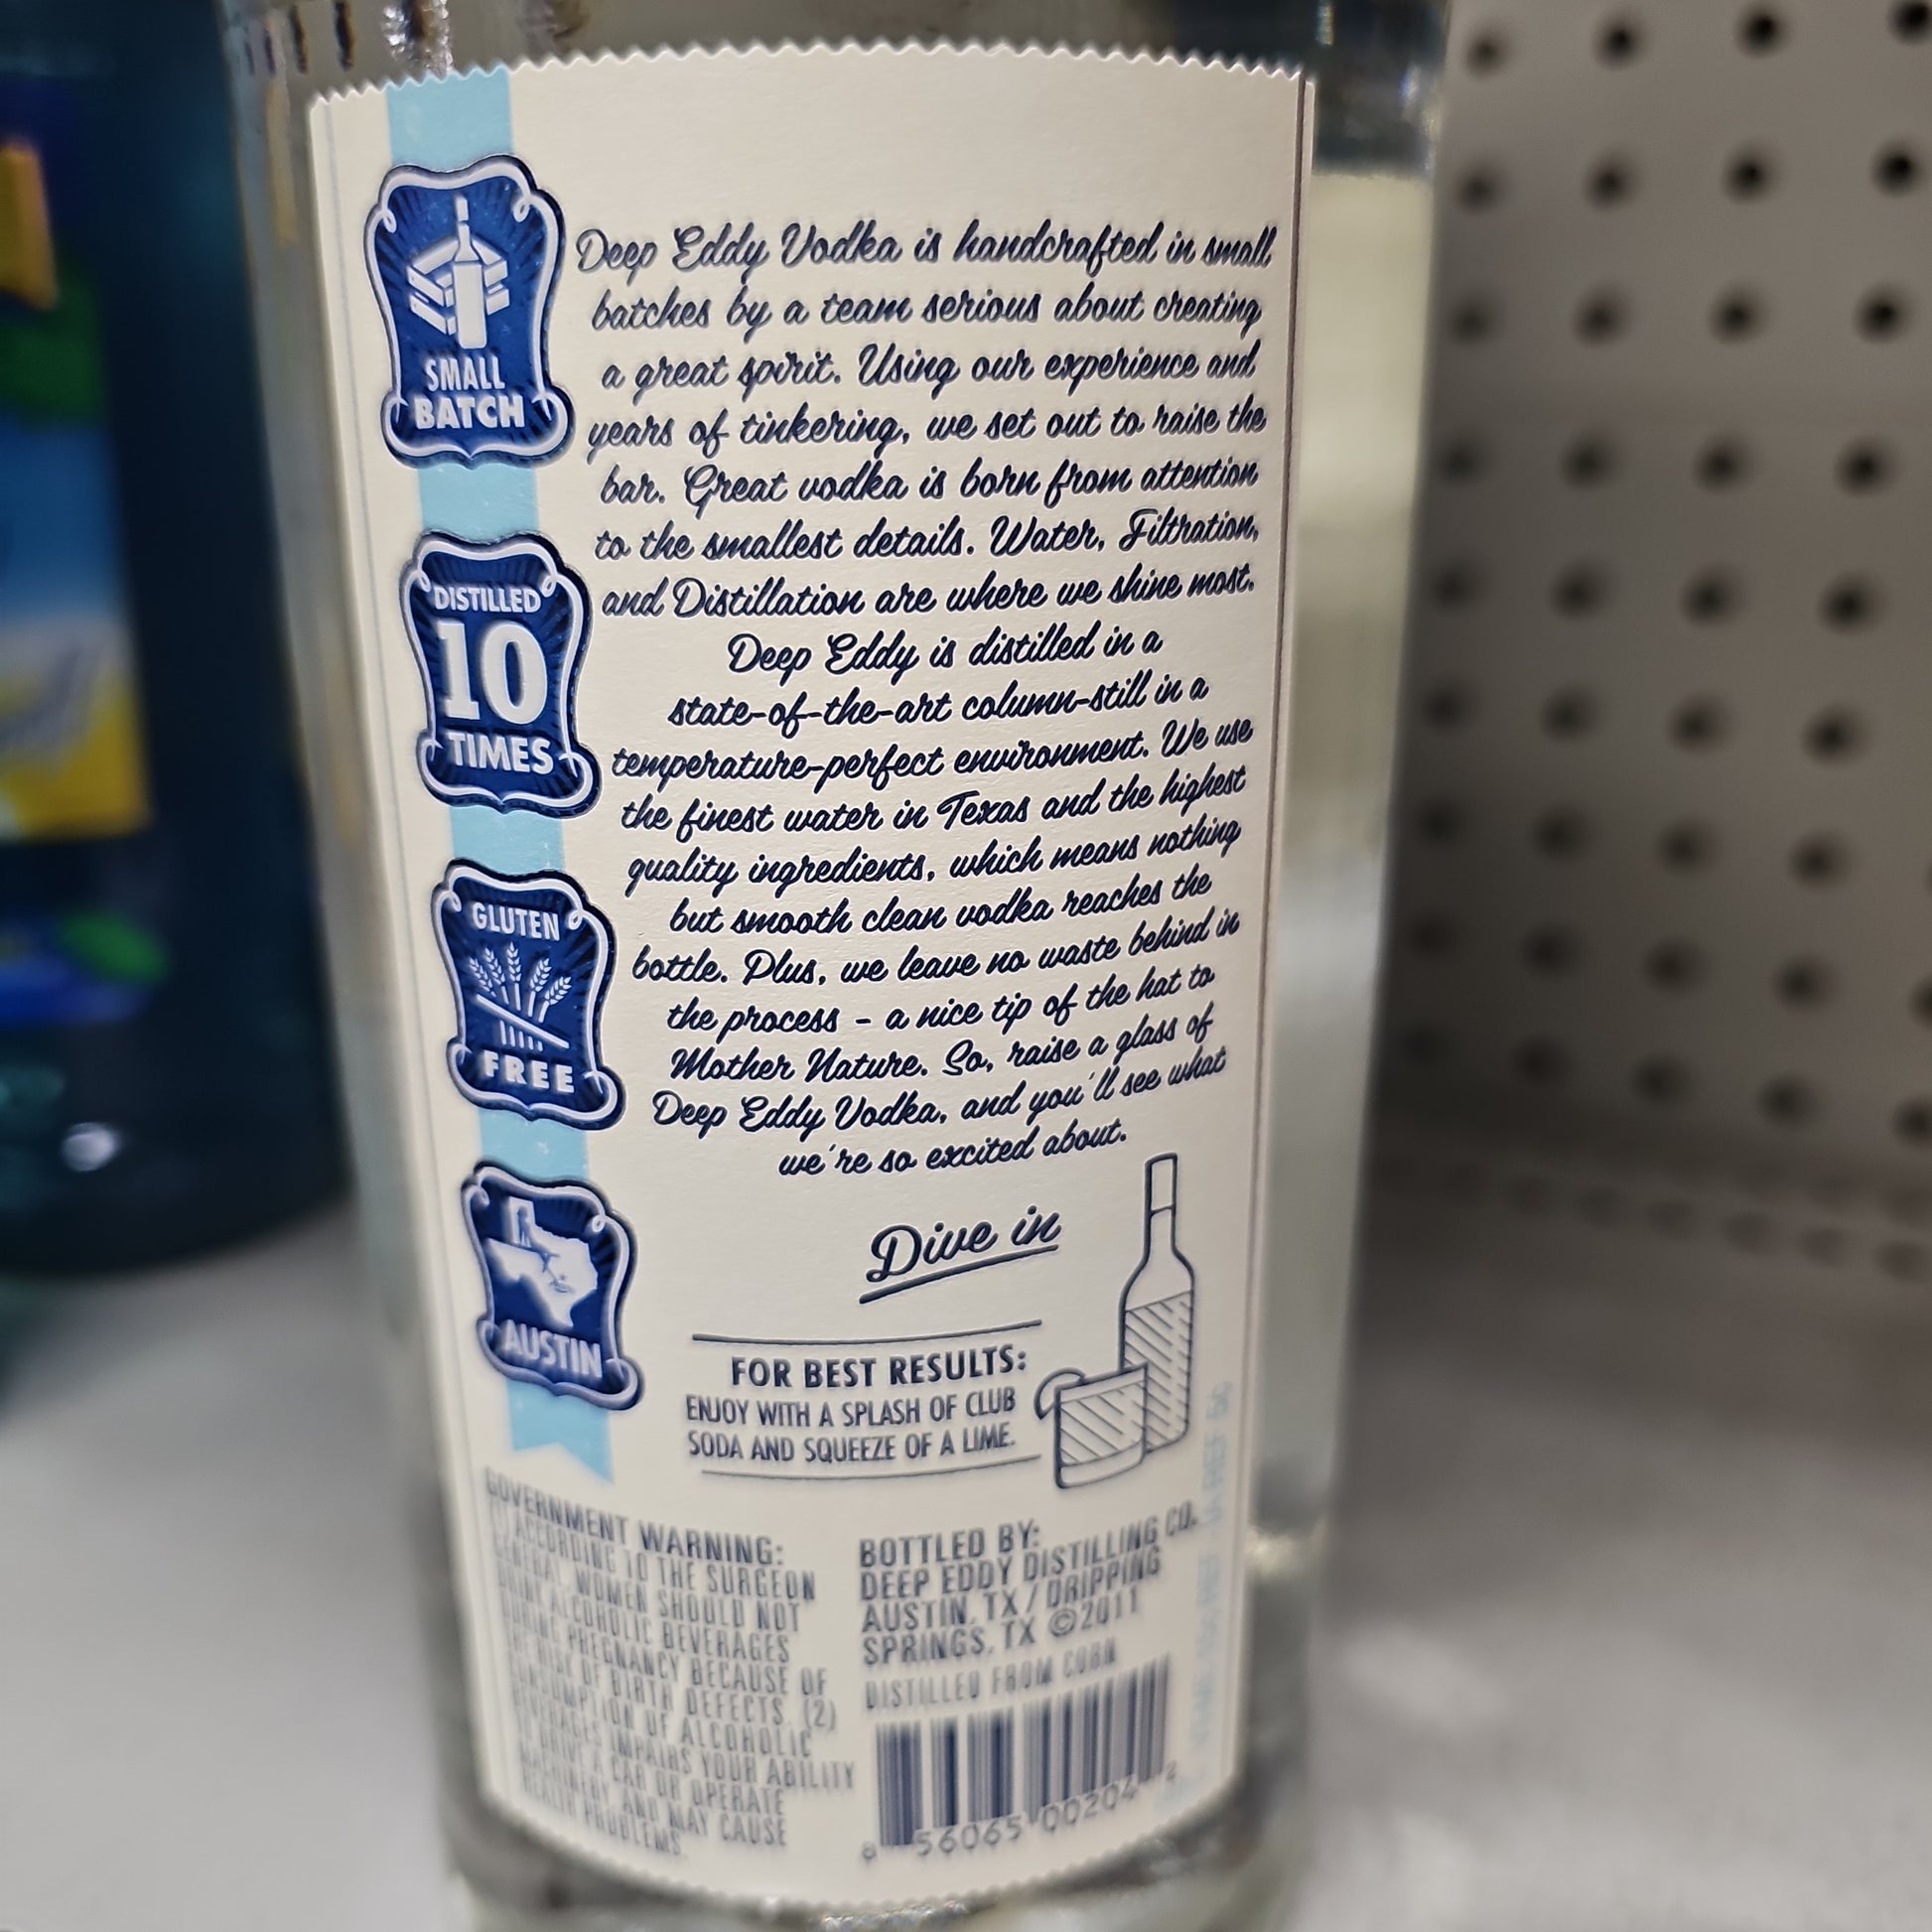 SMALL
BATCH
DISTILLED
10
TIMES
GLUTEN
FREE
AUSTIN
Deep Eddy Vodka is handcrafted in small
batches by a team serious about creating
a great spirit. Using our experience and
years of tinkering, we set out to raise the
bar. Great vodka is born from attention
to the smallest details. Water, Filtration,
and Distillation are where we shine most.
Deep Eddy is distilled in a
state-of-the-art column-still in a
temperature-perfect environment. We use
the finest water in Texas and the highest
quality ingredients, which means nothing
but smooth clean vodka reaches the
bottle. Plus, we leave no waste behind in
the process - a nice tip of the hat to
Mother Nature. So, raise a glass of
Deep Eddy Vodka, and you'll see what
we're so excited about.
Dive in
FOR BEST RESULTS:
ENJOY WITH A SPLASH OF CLUB
SODA AND SQUEEZE OF A LIME.
GOVERNMENT WARNING:
(1) ACCORDING TO THE SURGEON
GENERAL, WOMEN SHOULD NOT
DRINK ALCOHOLIC BEVERAGES
DURING PREGNANCY BECAUSE OF
THE RISK OF BIRTH DEFECTS. (2)
CONSUMPTION OF ALCOHOLIC
BEVERAGES IMPAIRS YOUR ABILITY
TO DRIVE A CAR OR OPERATE
MACHINERY AND MAY CAUSE
HEALTH PROBLEMS.
BOTTLED BY:
DEEP EDDY DISTILLING CO.
AUSTIN, TX / DRIPPING
SPRINGS, TX ©2011
DISTILLED FROM CORN
8 56065 00204 2